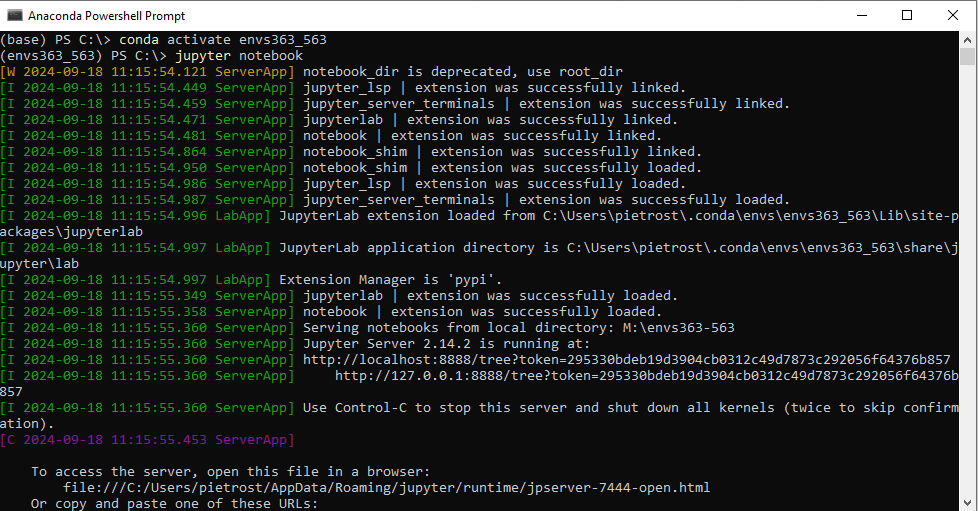 Anaconda Powershell Prompt
(base) PS C:\> conda activate envs363_563
(envs363_563) PS C:\> jupyter notebook
[W 2024-09-18 11:15:54.121 ServerApp] notebook_dir is deprecated, use root_dir
[I 2024-09-18 11:15:54.449 ServerApp] jupyter_lsp | extension was successfully linked.
[I 2024-09-18 11:15:54.459 ServerApp] jupyter_server_terminals | extension was successfully linked.
[I 2024-09-18 11:15:54.471 ServerApp] jupyterlab | extension was successfully linked.
[I 2024-09-18 11:15:54.481 ServerApp] notebook | extension was successfully linked.
[I 2024-09-18 11:15:54.864 ServerApp] notebook_shim | extension was successfully linked.
[I 2024-09-18 11:15:54.950 ServerApp] notebook_shim | extension was successfully loaded.
[I 2024-09-18 11:15:54.986 ServerApp] jupyter_lsp | extension was successfully loaded.
[I 2024-09-18 11:15:54.987 ServerApp] jupyter_server_terminals | extension was successfully loaded.
[I 2024-09-18 11:15:54.996 LabApp] JupyterLab extension loaded from C:\Users\pietrost\.conda\envs\envs363_563\Lib\site-p
ackages\jupyterlab
[I 2024-09-18 11:15:54.997 LabApp] JupyterLab application directory is C:\Users\pietrost\.conda\envs\envs363_563\share\j
upyter\lab
[I 2024-09-18 11:15:54.997 LabApp] Extension Manager is 'pypi'.
[I 2024-09-18 11:15:55.349 ServerApp] jupyterlab | extension was successfully loaded.
[I 2024-09-18 11:15:55.358 ServerApp] notebook | extension was successfully loaded.
[I 2024-09-18 11:15:55.360 ServerApp] Serving notebooks from local directory: M:\envs363-563
[I 2024-09-18 11:15:55.360 ServerApp] Jupyter Server 2.14.2 is running at:
[I 2024-09-18 11:15:55.360 ServerApp] http://localhost:8888/tree?token=295330bdeb19d3904cb0312c49d7873c292056f64376b857
[I 2024-09-18 11:15:55.360 ServerApp]     http://127.0.0.1:8888/tree?token=295330bdeb19d3904cb0312c49d7873c292056f64376b
857
[I 2024-09-18 11:15:55.360 ServerApp] Use Control-C to stop this server and shut down all kernels (twice to skip confirm
ation).
[C 2024-09-18 11:15:55.453 ServerApp]
    To access the server, open this file in a browser:
        file:///C:/Users/pietrost/AppData/Roaming/jupyter/runtime/jpserver-7444-open.html
    Or copy and paste one of these URLs: